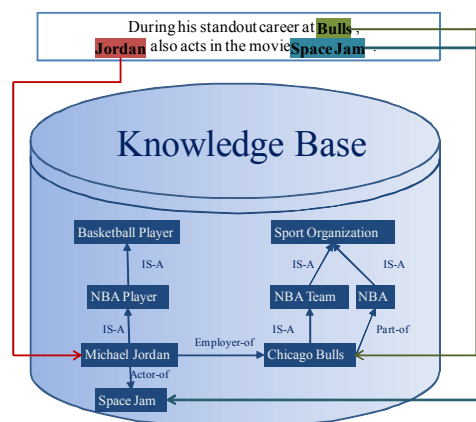 During his standout career at Bulls ,
Jordan also acts in the movie Space Jam .
Knowledge Base
Basketball Player
Sport Organization
IS-A
IS-A
IS-A
NBA Player
NBA Team
NBA
IS-A
IS-A
Part-of
Employer-of
Michael Jordan
Chicago Bulls
Actor-of
Space Jam